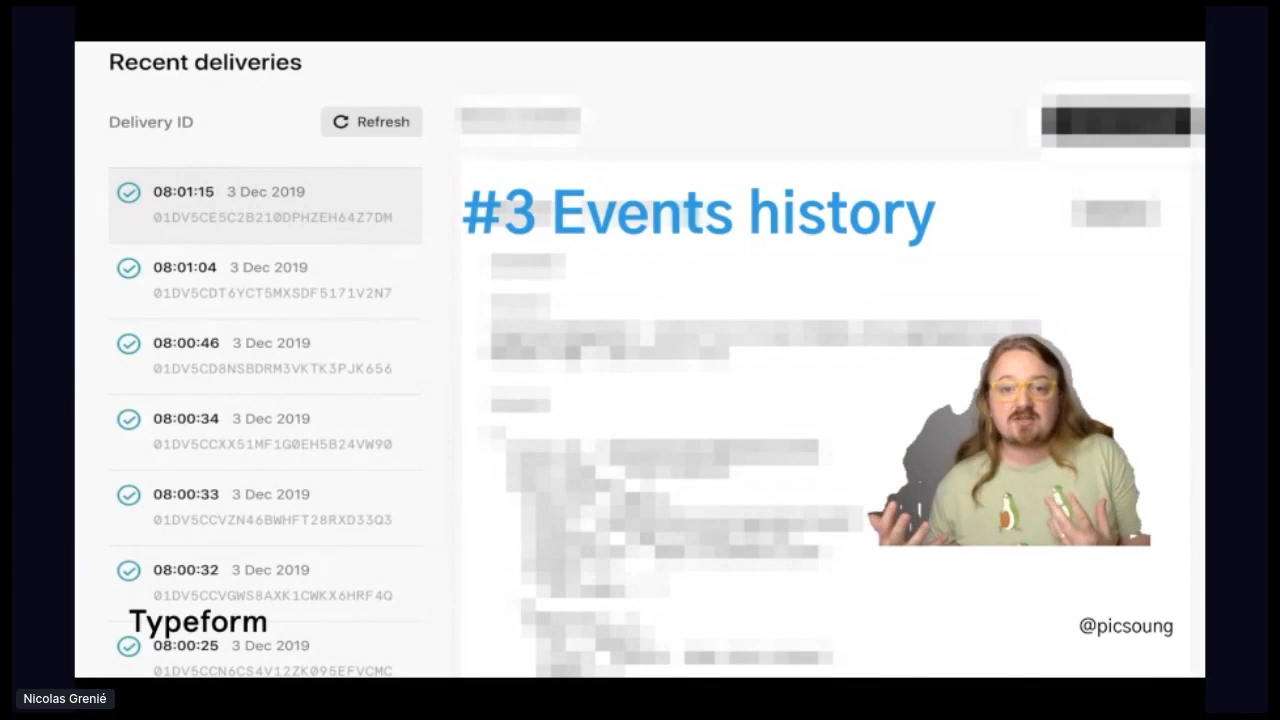 Recent deliveries
Delivery ID
Refresh
08:01:15 3 Dec 2019
01DV5CE5C2B210DPHZEH64Z7DM
08:01:04 3 Dec 2019
01DV5CDT6YCT5MXSDF5171V2N7
08:00:46 3 Dec 2019
01DV5CD8NSBDRM3VKTK3PJK656
08:00:34 3 Dec 2019
01DV5CCXX51MF1G0EH5B24VW90
08:00:33 3 Dec 2019
01DV5CCVZN46BWHFT28RXD33Q3
08:00:32 3 Dec 2019
01DV5CCVGWS8AXK1CWKX6HRF4Q
08:00:25 3 Dec 2019
01DV5CCN6CS4V12ZK095EFVCMC
#3 Events history
Typeform
@picsoung
Nicolas Grenié